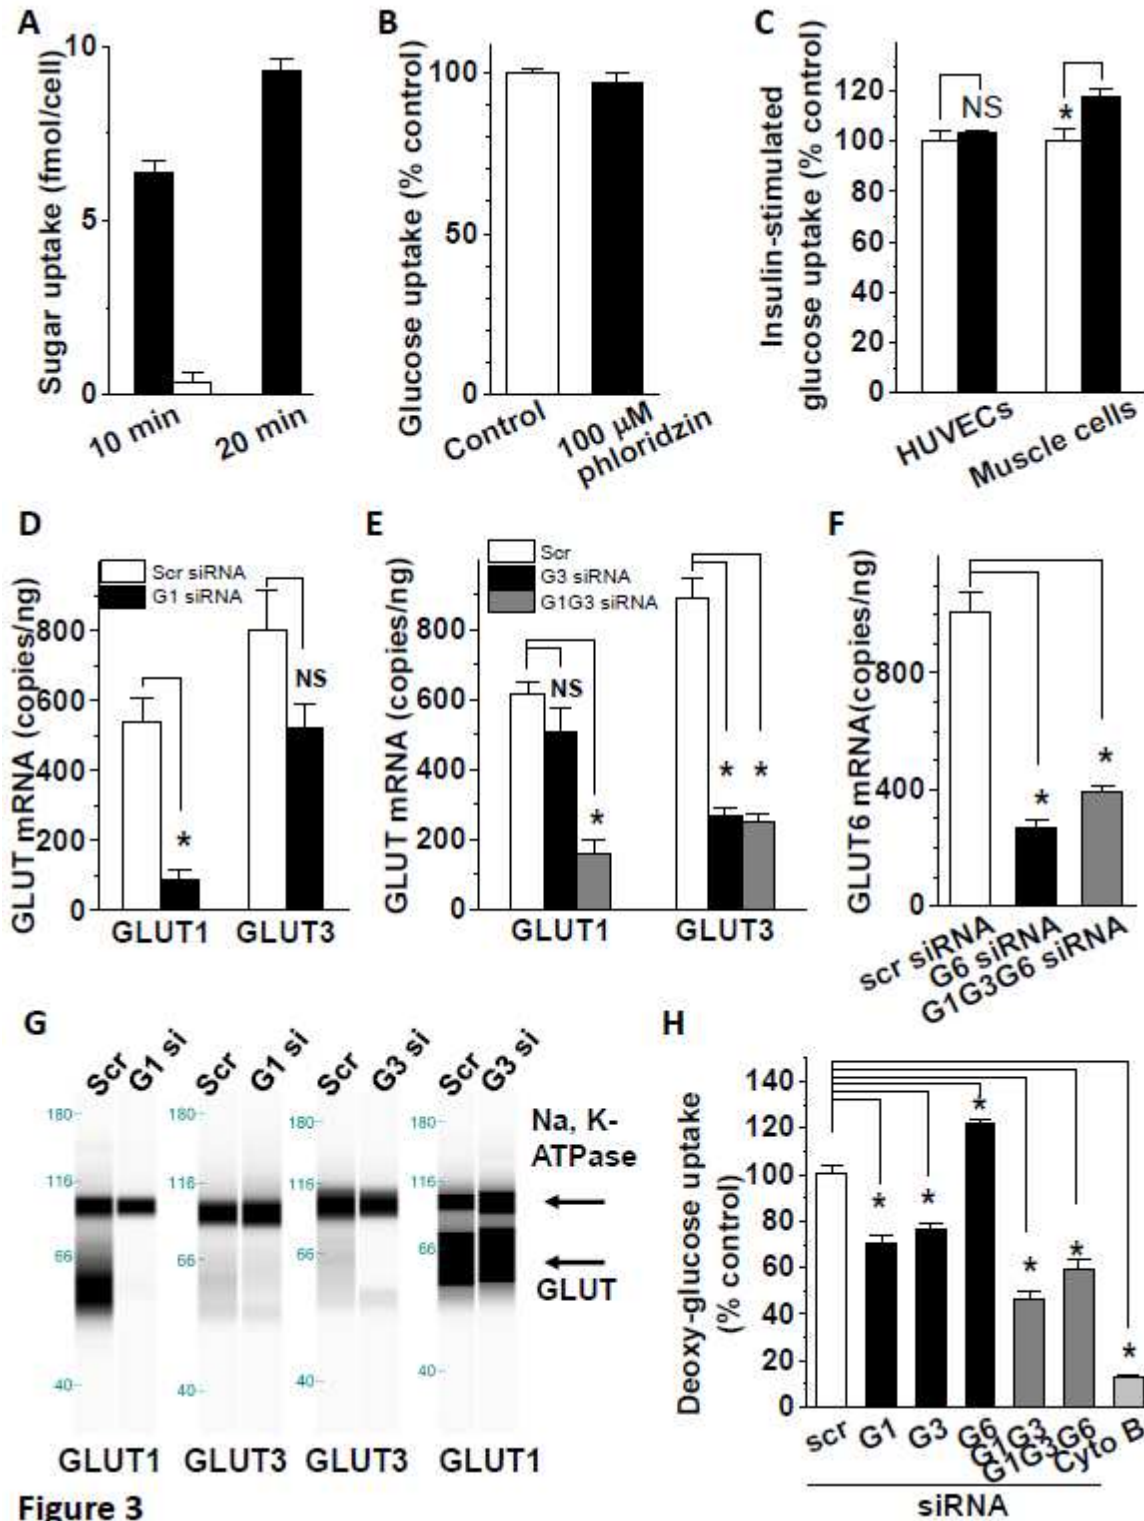 A
Sugar uptake (fmol/cell)
10
5
0
10 min
20 min
B
Glucose uptake (% control)
100
50
0
Control
100 μM
phloridzin
C
Insulin-stimulated
glucose uptake (% control)
120
100
80
60
40
20
0
NS
*
HUVECs
Muscle cells
D
GLUT mRNA (copies/ng)
Scr siRNA
G1 siRNA
800
600
400
200
0
*
NS
GLUT1
GLUT3
E
GLUT mRNA (copies/ng)
Scr
G3 siRNA
G1G3 siRNA
800
600
400
200
0
NS
*
* *
GLUT1
GLUT3
F
GLUT6 mRNA(copies/ng)
800
400
0
*
*
scr siRNA
G6 siRNA
G1G3G6 siRNA
G
Scr G1 si
Scr G1 si
Scr G3 si
Scr G3 si
180
116
66
40
180
116
66
40
180
116
66
40
180
116
66
40
Na, K-
ATPase
GLUT
GLUT1
GLUT3
GLUT3
GLUT1
H
Deoxy-glucose uptake
(% control)
140
120
100
80
60
40
20
0
*
*
*
*
*
*
scr
G1
G3
G6
G1G3
G1G3G6
Cyto B
siRNA
Figure 3